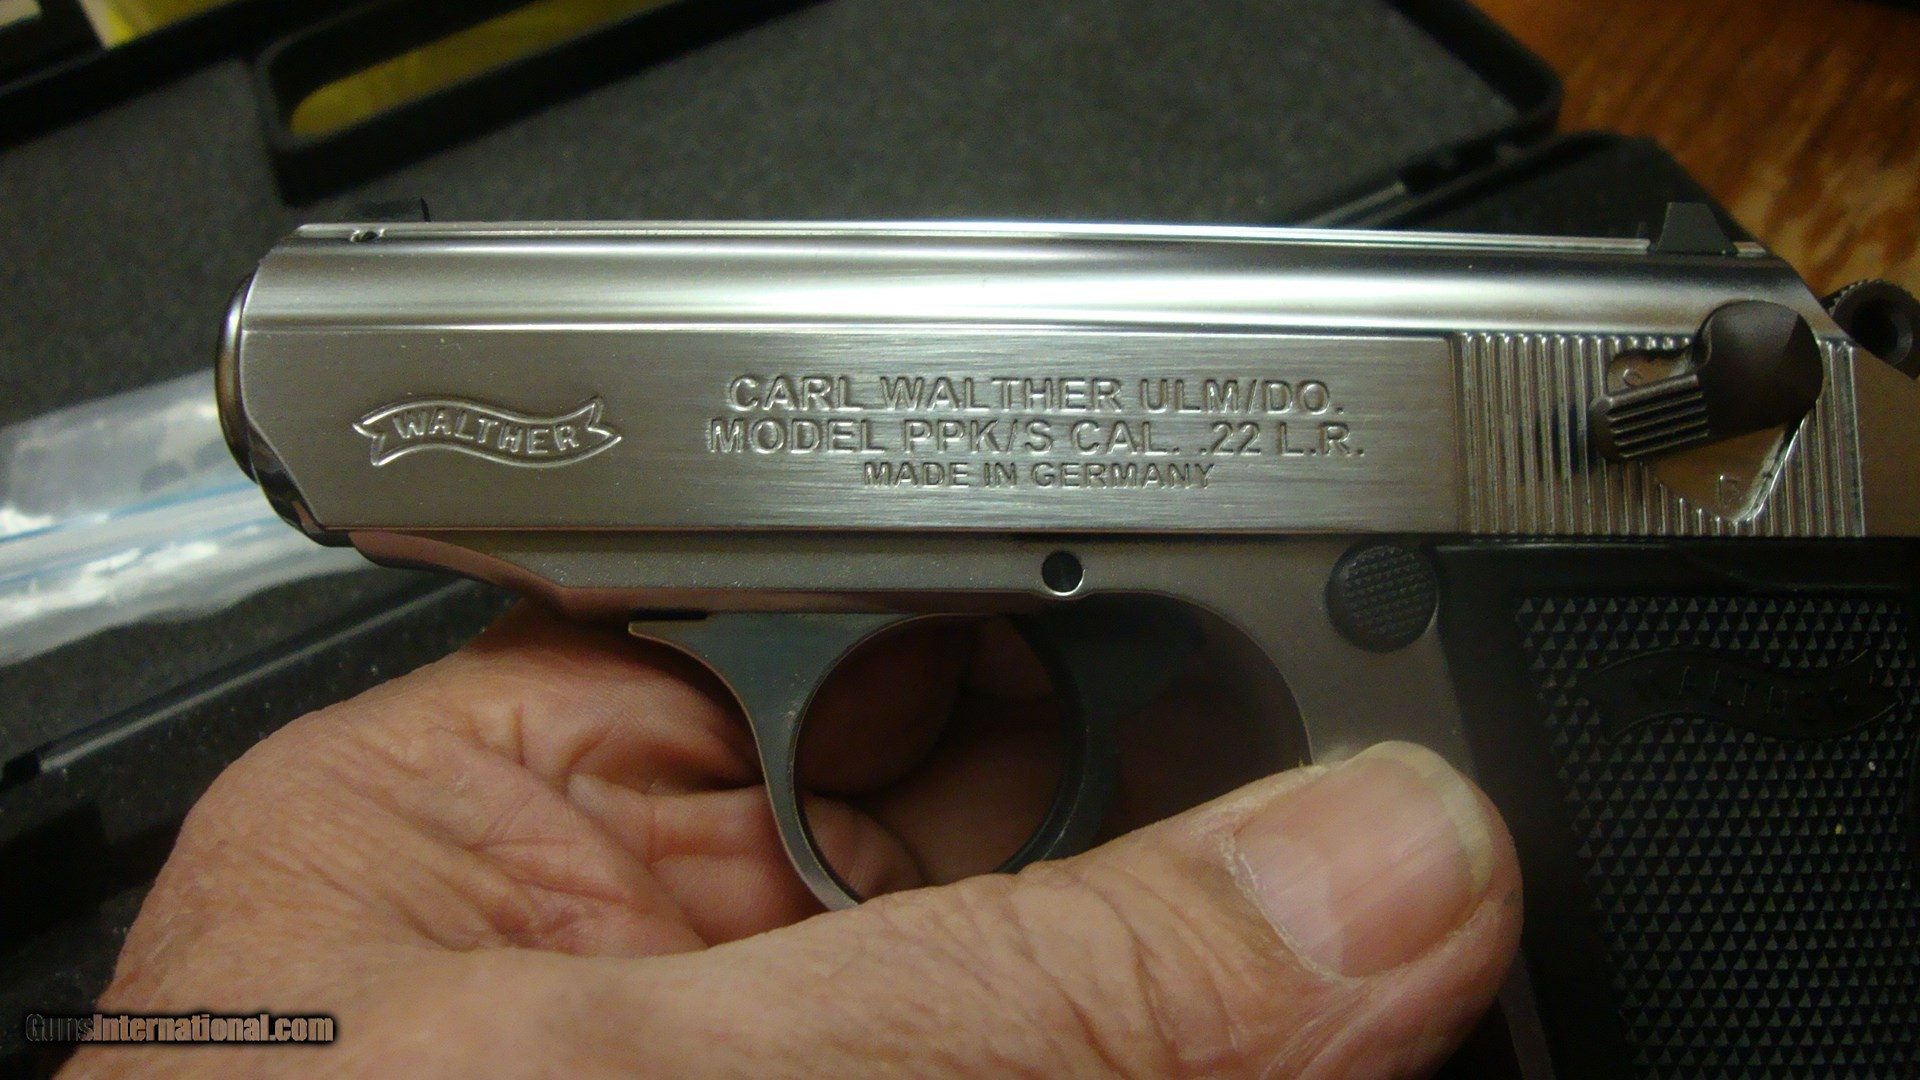 WALTHER
CARL WALTHER ULM/DO.
MODEL PPK/S CAL. .22 L.R.
MADE IN GERMANY
GunsInternational.com